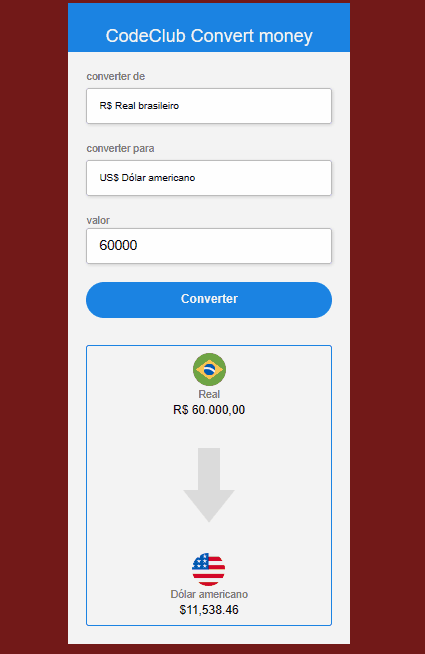 CodeClub Convert money
converter de
R$ Real brasileiro
converter para
US$ Dólar americano
valor
60000
Converter
Real
R$ 60.000,00
Dólar americano
$11,538.46